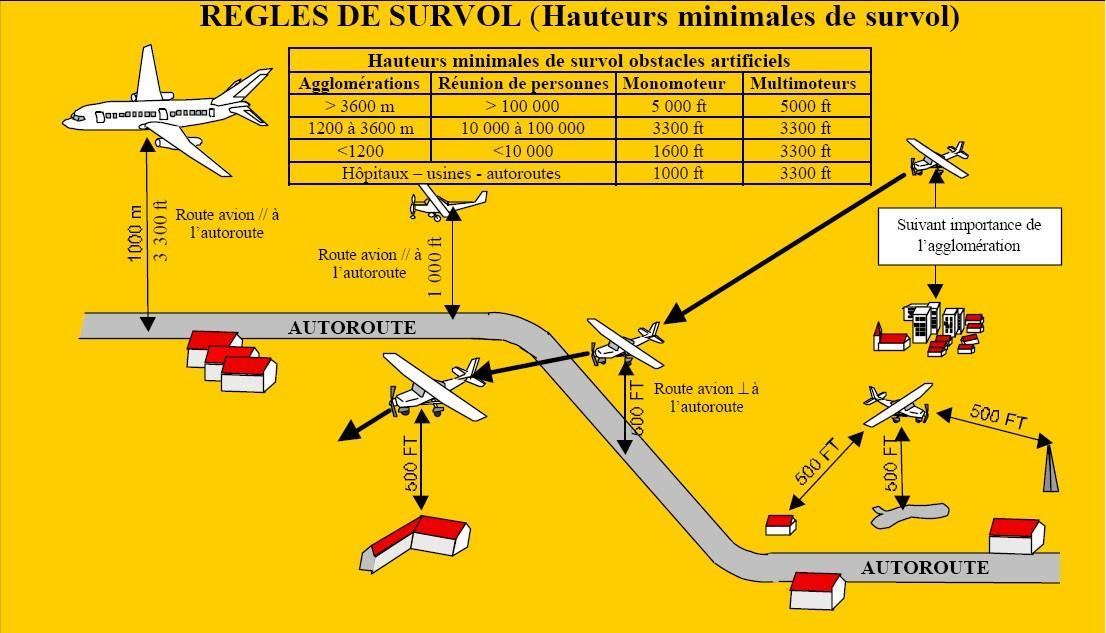 REGLES DE SURVOL (Hauteurs minimales de survol)
Hauteurs minimales de survol obstacles artificiels
Agglomérations Réunion de personnes Monomoteur Multimoteurs
> 3600 m > 100 000 5 000 ft 5000 ft
1200 à 3600 m 10 000 à 100 000 3300 ft 3300 ft
<1200 <10 000 1600 ft 3300 ft
Hôpitaux – usines - autoroutes 1000 ft 3300 ft
1000 m
3 300 ft
Route avion // à
l'autoroute
Route avion // à
l'autoroute
1 000 ft
Suivant importance de
l'agglomération
AUTOROUTE
500 FT
Route avion ⊥ à
l'autoroute
500 FT
500 FT
500 FT
500 FT
AUTOROUTE